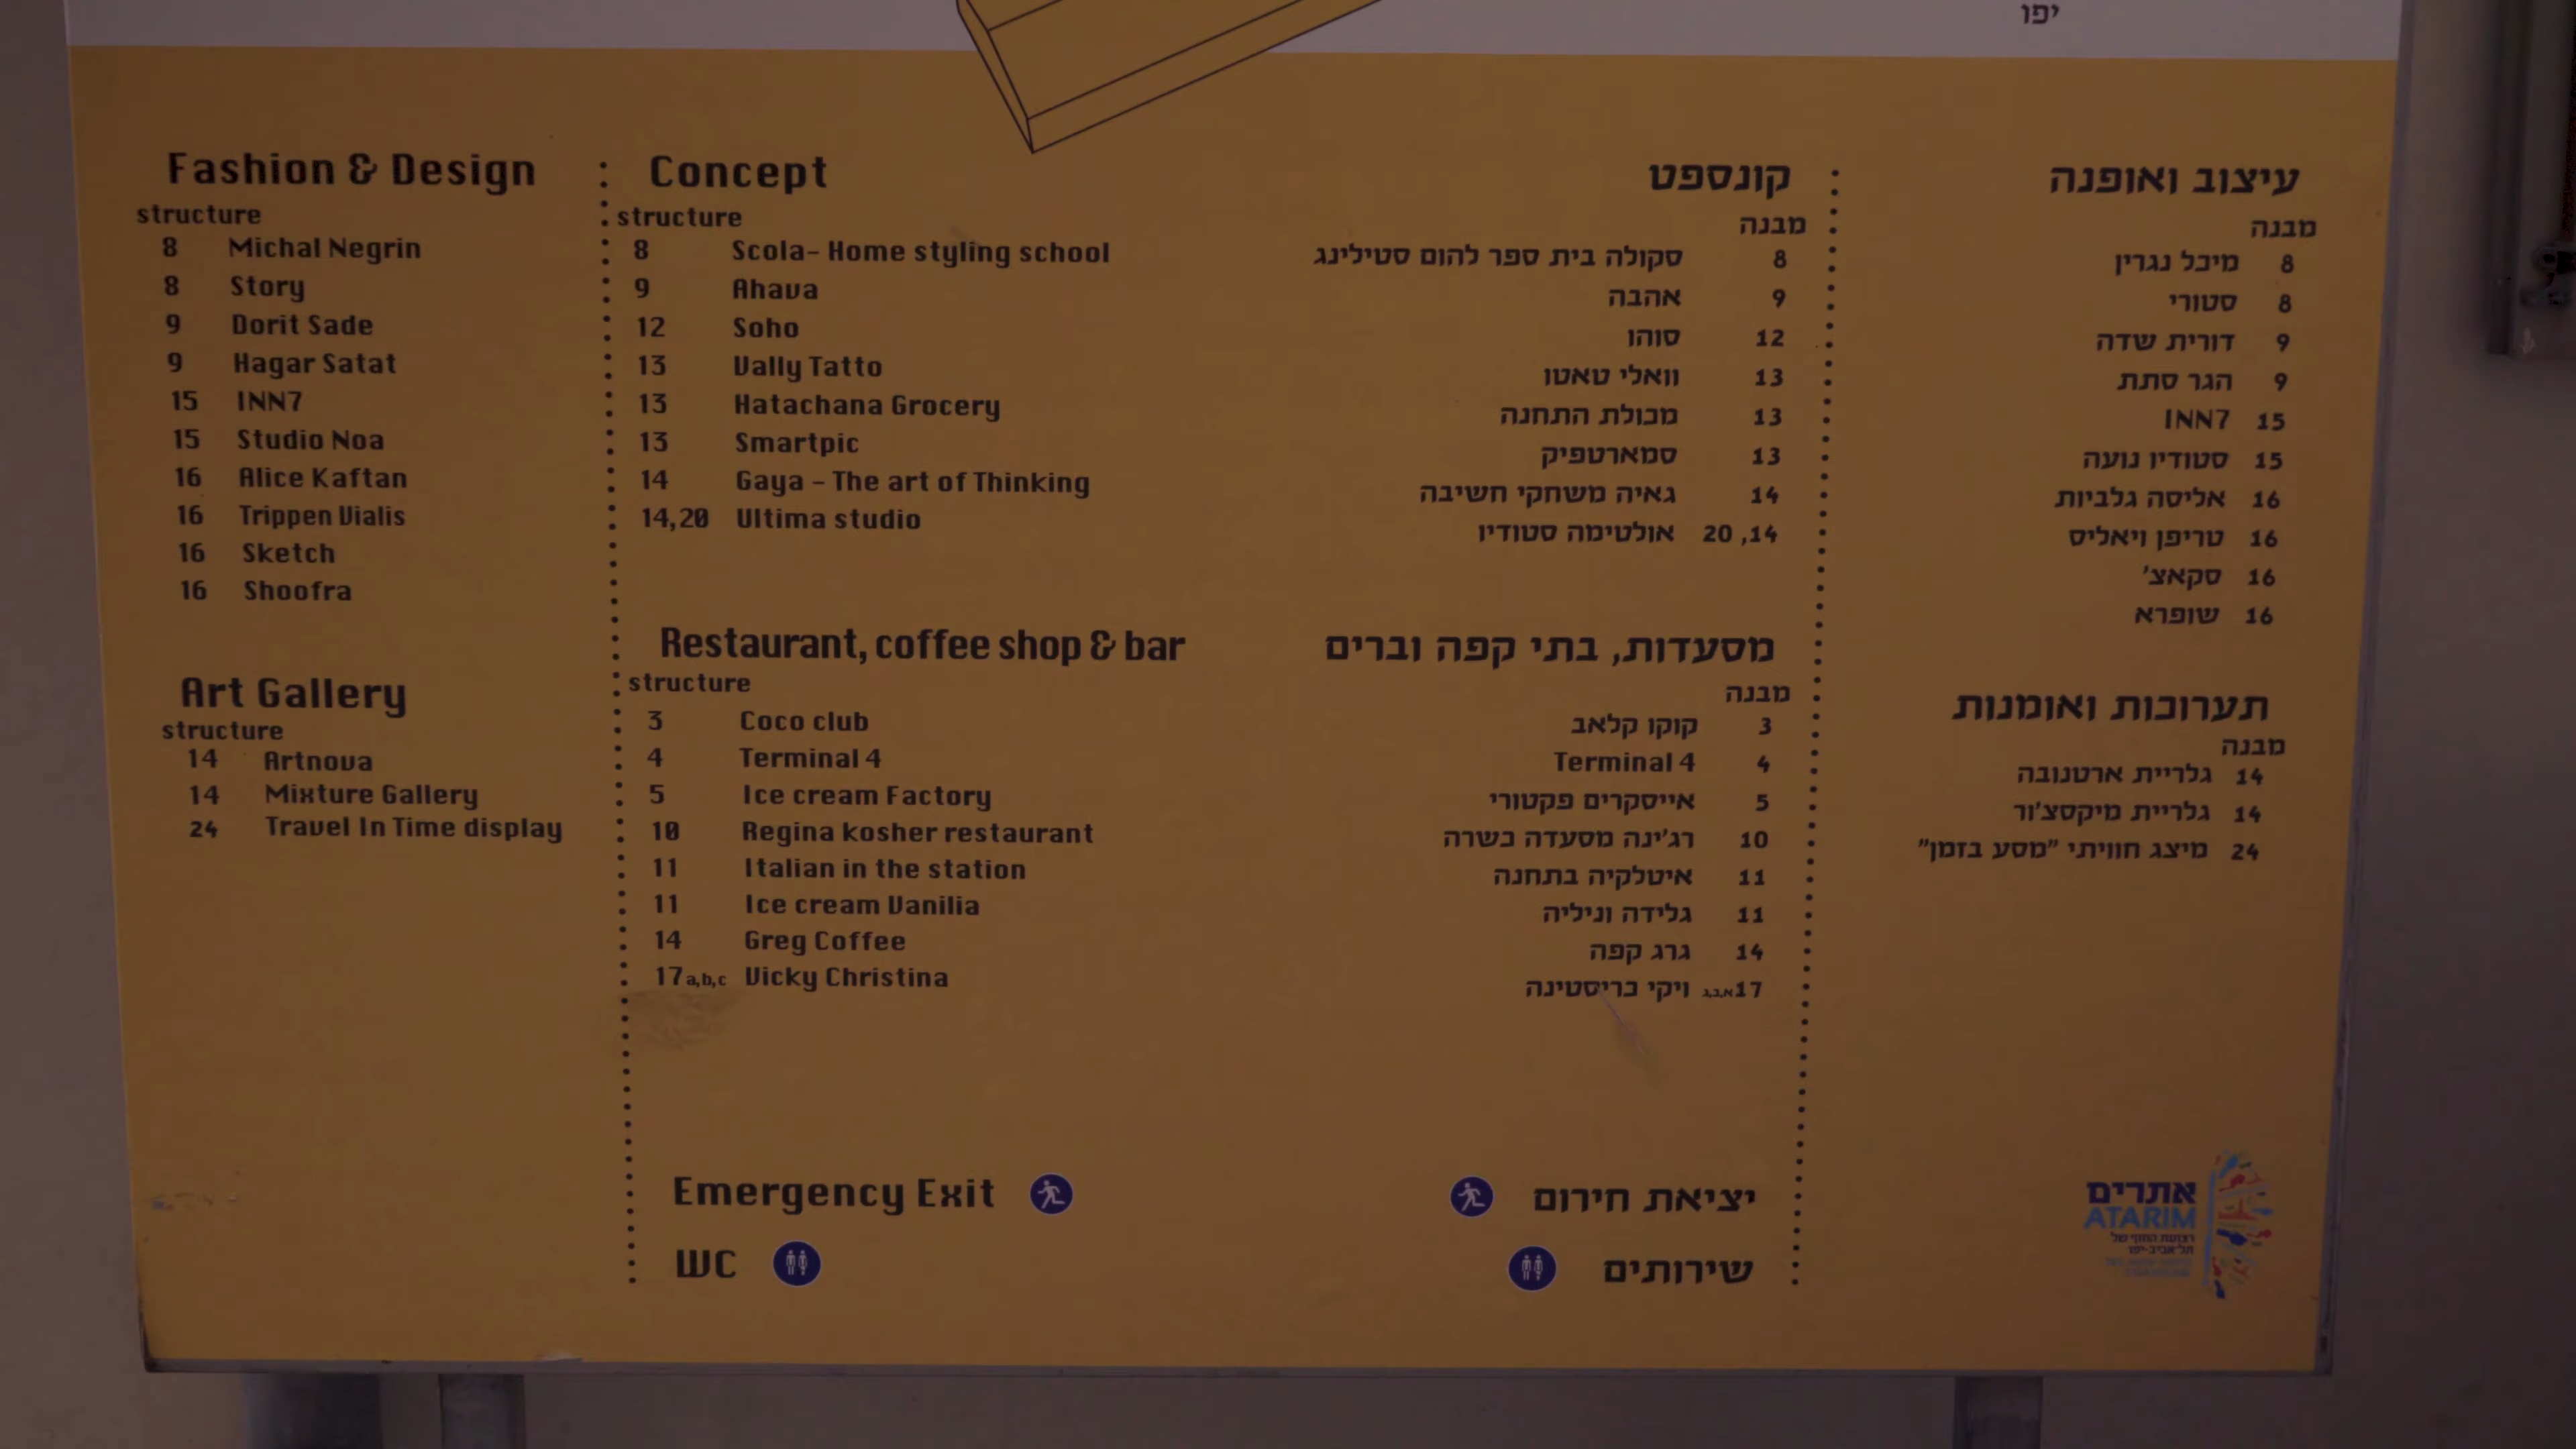 יפו
Fashion & Design
structure
8 Michal Negrin
8 Story
9 Dorit Sade
9 Hagar Satat
15 INN7
15 Studio Noa
16 Alice Kaftan
16 Trippen Vialis
16 Sketch
16 Shoofra
Art Gallery
structure
14 Artnova
14 Mixture Gallery
24 Travel In Time display
Concept
structure
8 Scola- Home styling school
9 Ahava
12 Soho
13 Vally Tatto
13 Hatachana Grocery
13 Smartpic
14 Gaya - The art of Thinking
14,20 Ultima studio
Restaurant, coffee shop & bar
structure
3 Coco club
4 Terminal 4
5 Ice cream Factory
10 Regina kosher restaurant
11 Italian in the station
11 Ice cream Vanilia
14 Greg Coffee
17 a,b,c Vicky Christina
Emergency Exit
WC
קונספט
מבנה
8 סקולה בית ספר להום סטילינג
9 אהבה
12 סוהו
13 וואלי טאטו
13 מכולת התחנה
13 סמארטפיק
14 גאיה משחקי חשיבה
14, 20 אולטימה סטודיו
מסעדות, בתי קפה וברים
מבנה
3 קוקו קלאב
4 Terminal 4
5 אייסקרים פקטורי
10 רג'ינה מסעדה כשרה
11 איטלקיה בתחנה
11 גלידה וניליה
14 גרג קפה
17א,ב,ג ויקי כריסטינה
יציאת חירום
שירותים
עיצוב ואופנה
מבנה
8 מיכל נגרין
8 סטורי
9 דורית שדה
9 הגר סתת
15 INN7
15 סטודיו נועה
16 אליסה גלביות
16 טריפן ויאליס
16 סקאצ'
16 שופרא
תערוכות ואומנות
מבנה
14 גלריית ארטנובה
14 גלריית מיקסצ'ור
24 מיצג חוויתי "מסע בזמן"
אתרים
ATARIM
רצועת החוף של
תל-אביב-יפו